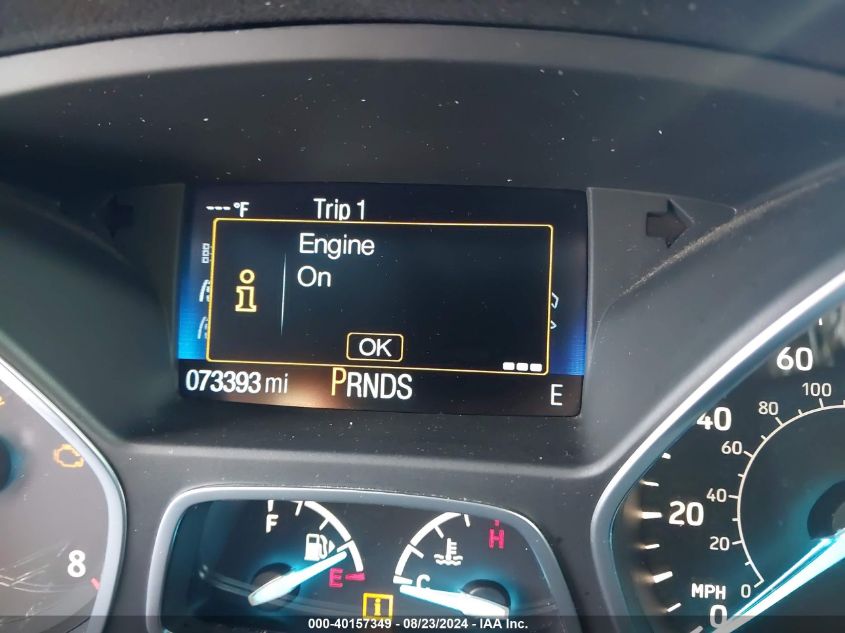 ---°F Trip 1
Engine
On
OK
073393 mi PRNDS E
60
100
40
80
60
F
H
20
40
8
E
C
20
MPH 0
0
000-40157349 - 08/23/2024 - IAA Inc.